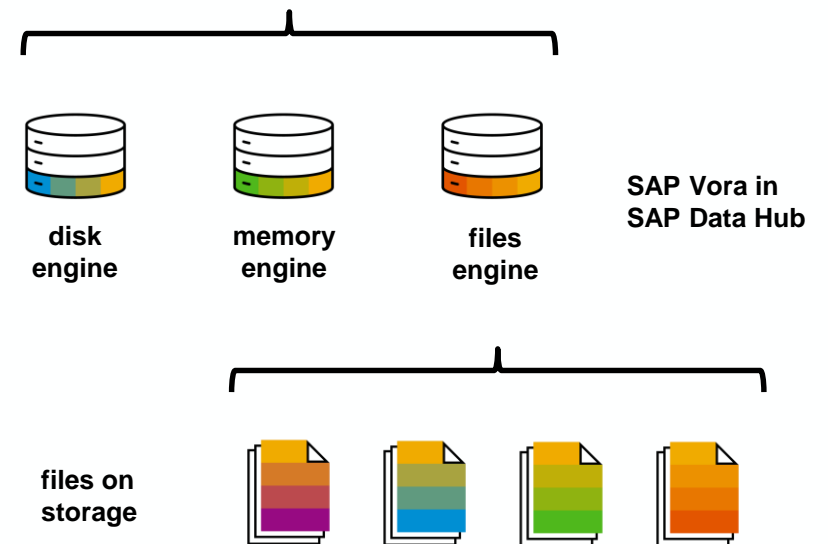 disk
engine
memory
engine
files
engine
SAP Vora in
SAP Data Hub
files on
storage